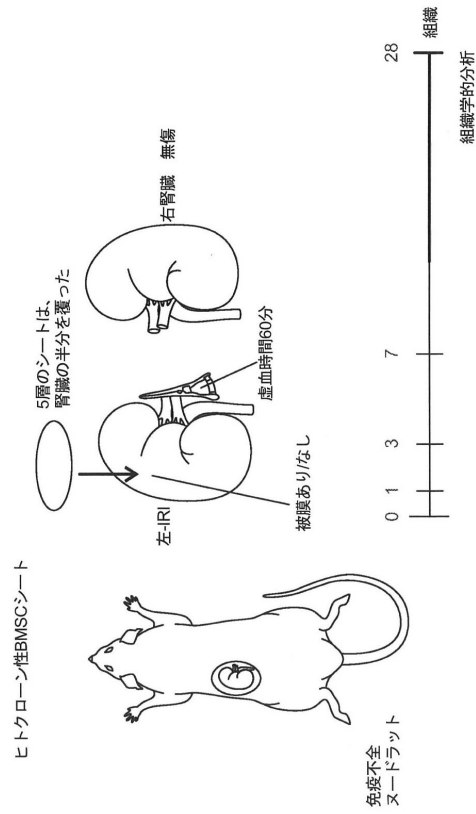 ヒトクローン性BMSCシート
5層のシートは、
腎臓の半分を覆った
左-IRI
右腎臓 無傷
虚血時間60分
被膜あり/なし
免疫不全
ヌードラット
0 1 3 7 28
組織
組織学的分析